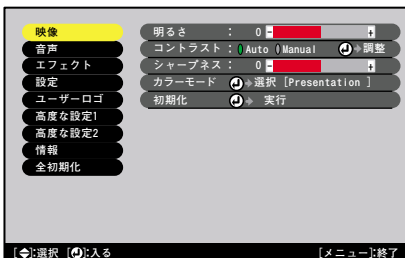 映像
音声
エフェクト
設定
ユーザーロゴ
高度な設定1
高度な設定2
情報
全初期化
明るさ : 0 - +
コントラスト : Auto Manual 調整
シャープネス : 0 - +
カラーモード 選択 [Presentation ]
初期化 実行
[ ]:選択 [ ]:入る [メニュー]:終了